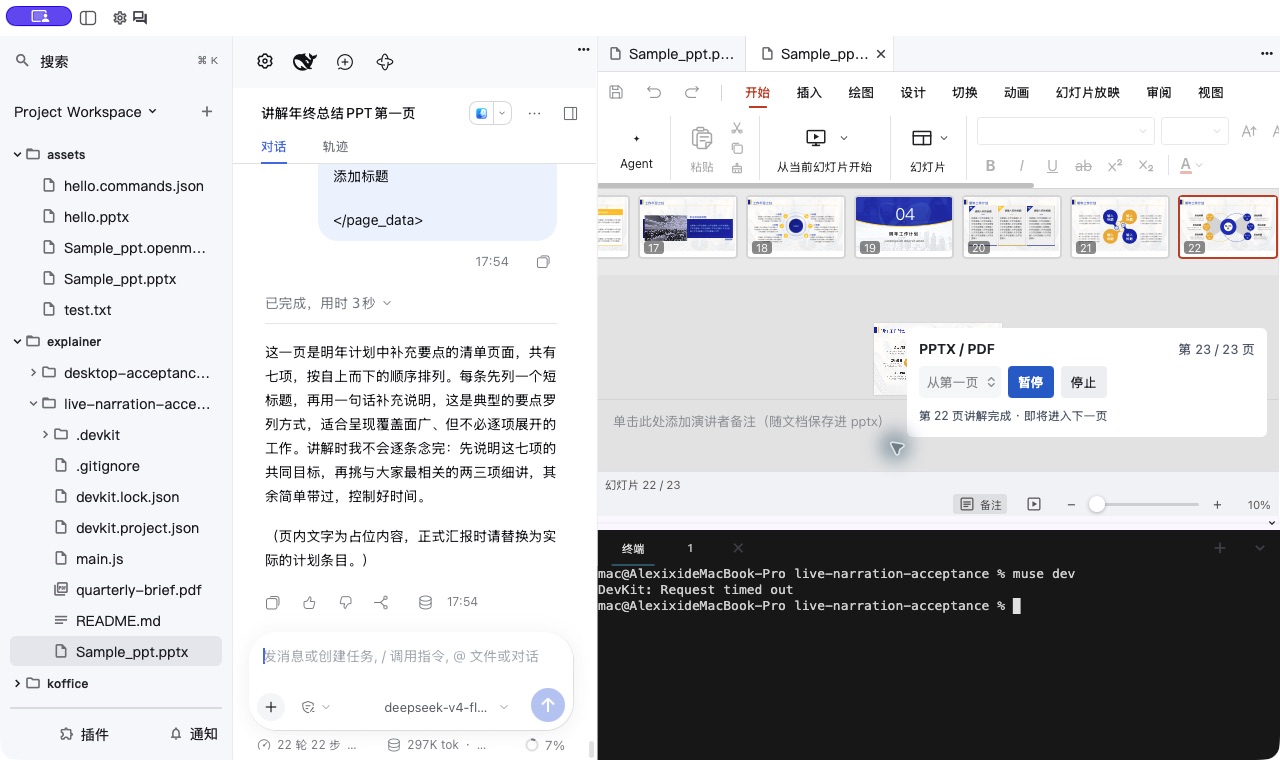 搜索
⌘ K
Project Workspace
assets
hello.commands.json
hello.pptx
Sample_ppt.openm...
Sample_ppt.pptx
test.txt
explainer
desktop-acceptanc...
live-narration-acce...
.devkit
.gitignore
devkit.lock.json
devkit.project.json
main.js
quarterly-brief.pdf
README.md
Sample_ppt.pptx
koffice
插件
通知
讲解年终总结PPT第一页
对话
轨迹
添加标题
</page_data>
17:54
已完成，用时 3秒
这一页是明年计划中补充要点的清单页面，共有
七项，按自上而下的顺序排列。每条先列一个短
标题，再用一句话补充说明，这是典型的要点罗
列方式，适合呈现覆盖面广、但不必逐项展开的
工作。讲解时我不会逐条念完：先说明这七项的
共同目标，再挑与大家最相关的两三项细讲，其
余简单带过，控制好时间。
（页内文字为占位内容，正式汇报时请替换为实
际的计划条目。）
17:54
发消息或创建任务, / 调用指令, @ 文件或对话
deepseek-v4-fl...
22 轮 22 步 ...
297K tok · ...
7%
Sample_ppt.p...
Sample_pp...
开始
插入
绘图
设计
切换
动画
幻灯片放映
审阅
视图
Agent
粘贴
从当前幻灯片开始
幻灯片
B
I
U
ab
X²
X₂
A
17
18
04
明年工作计划
19
20
21
22
PPTX / PDF
第 23 / 23 页
从第一页
暂停
停止
第 22 页讲解完成 · 即将进入下一页
单击此处添加演讲者备注（随文档保存进 pptx）
幻灯片 22 / 23
备注
10%
终端
1
mac@AlexixideMacBook-Pro live-narration-acceptance % muse dev
DevKit: Request timed out
mac@AlexixideMacBook-Pro live-narration-acceptance %